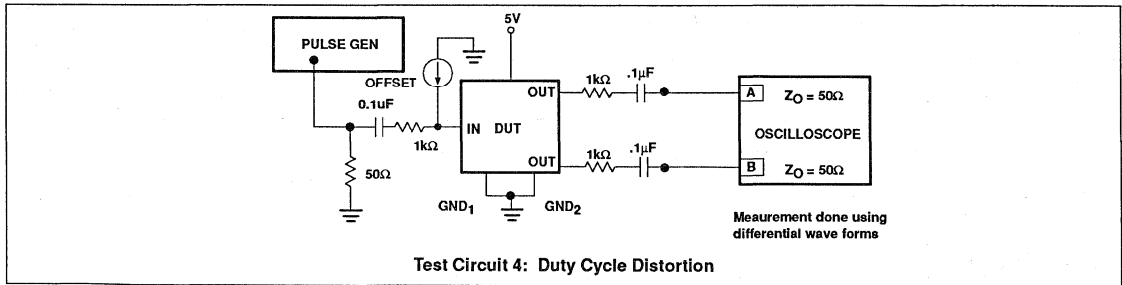 5V
PULSE GEN
OFFSET
0.1uF
1kΩ
50Ω
IN DUT
OUT
OUT
GND1
GND2
1kΩ
.1μF
1kΩ
.1μF
A
ZO = 50Ω
OSCILLOSCOPE
B
ZO = 50Ω
Meaurement done using
differential wave forms
Test Circuit 4: Duty Cycle Distortion